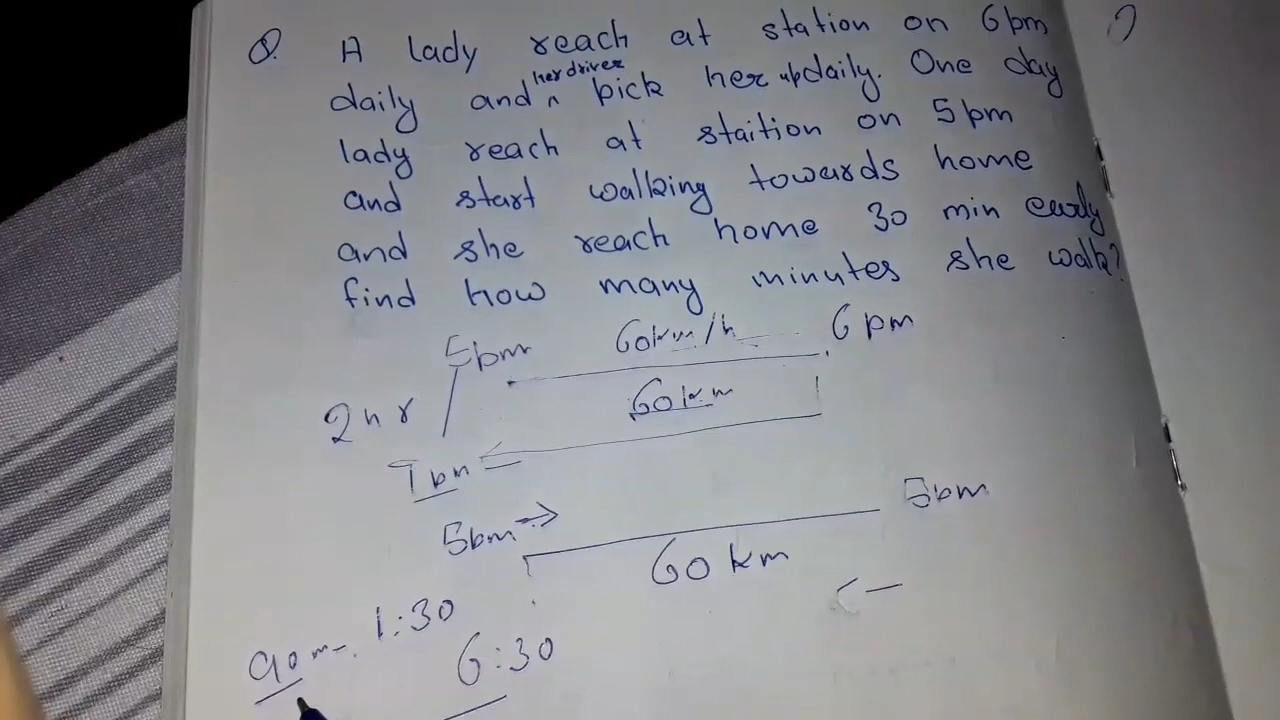 Q. A lady reach at station on 6pm
daily and her driver pick her up daily. One day
lady reach at staition on 5pm
and start walking towards home
and she reach home 30 min early
find how many minutes she walk?
5pm 60km/h 6pm
2hr 60km
7pm
5pm 5pm
60km
90m 1:30
6:30